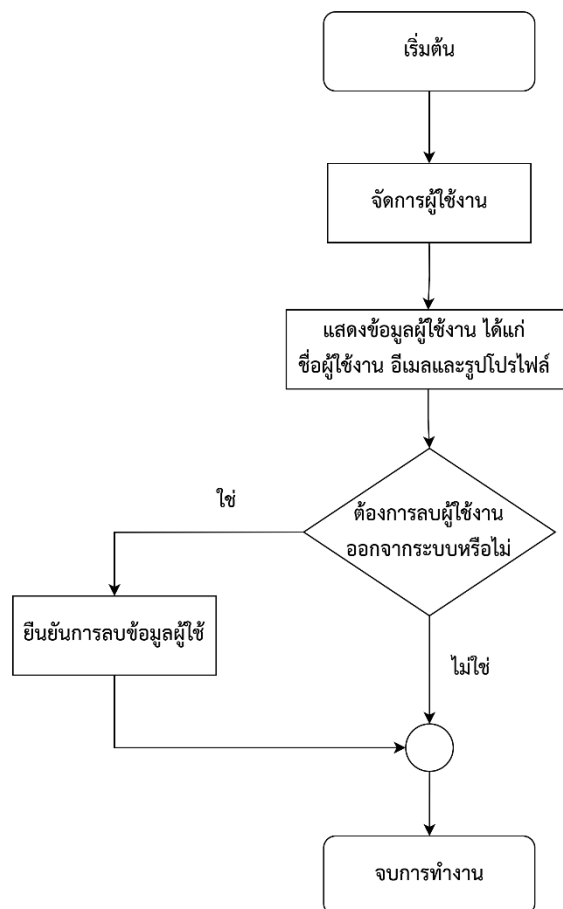 เริ่มต้น
จัดการผู้ใช้งาน
แสดงข้อมูลผู้ใช้งาน ได้แก่
ชื่อผู้ใช้งาน อีเมลและรูปโปรไฟล์
ต้องการลบผู้ใช้งาน
ออกจากระบบหรือไม่
ใช่
ยืนยันการลบข้อมูลผู้ใช้
ไม่ใช่
จบการทำงาน